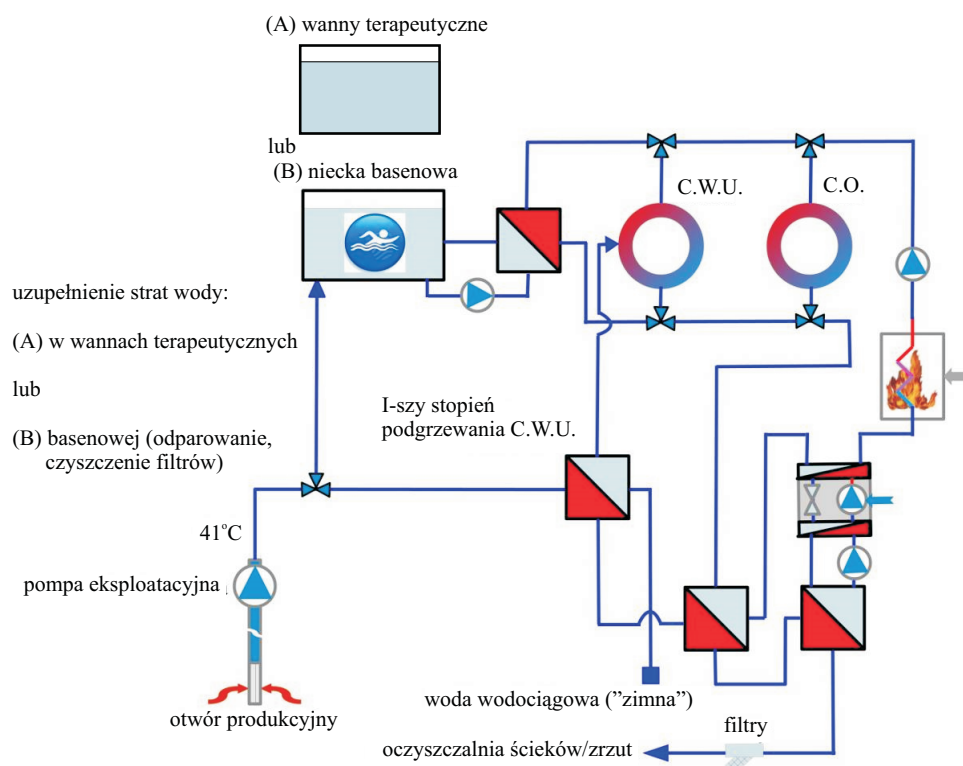 (A) wanny terapeutyczne
lub
(B) niecka basenowa
C.W.U.
C.O.
uzupełnienie strat wody:
(A) w wannach terapeutycznych
lub
(B) basenowej (odparowanie,
czyszczenie filtrów)
I-szy stopień
podgrzewania C.W.U.
41°C
pompa eksploatacyjna
otwór produkcyjny
woda wodociągowa (”zimna”)
filtry
oczyszczalnia ścieków/zrzut